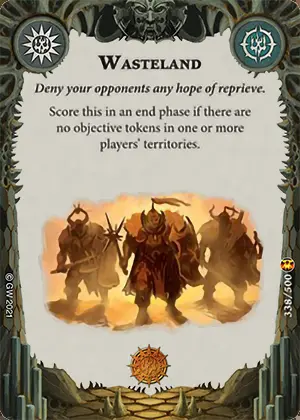 WASTELAND
Deny your opponents any hope of reprieve.
Score this in an end phase if there are
no objective tokens in one or more
players' territories.
© GW 2021
338/500